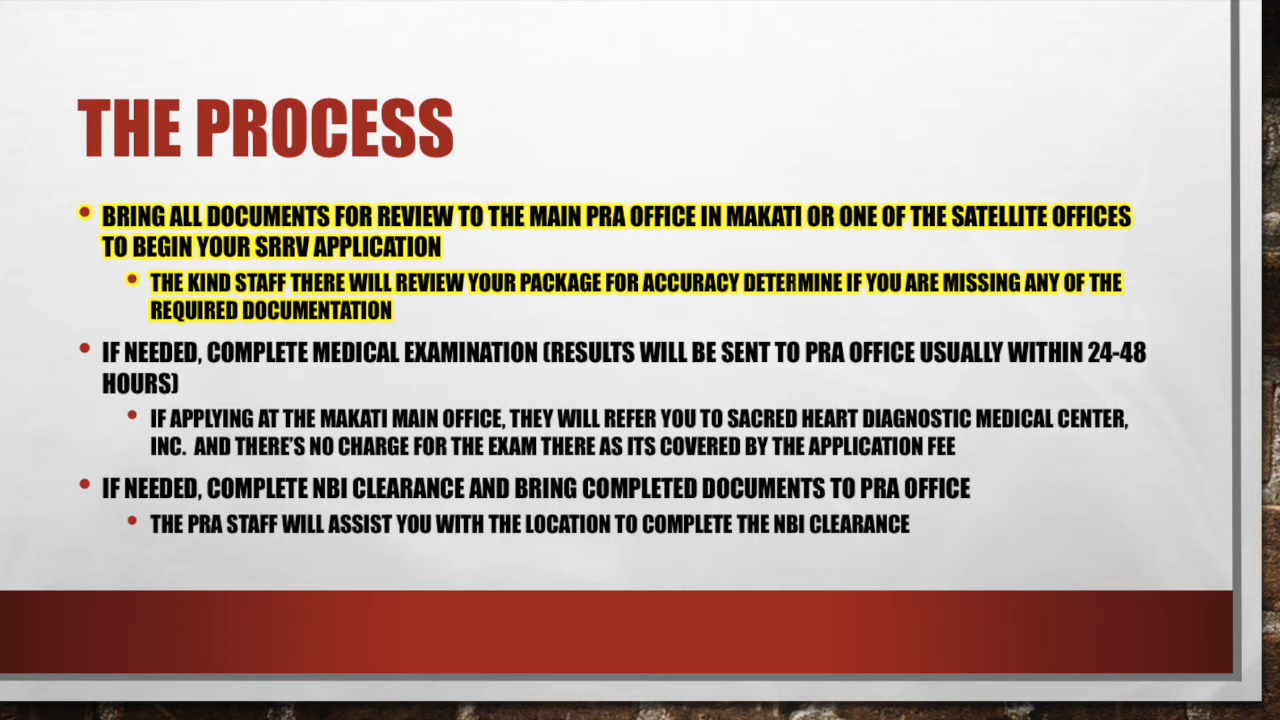 THE PROCESS
BRING ALL DOCUMENTS FOR REVIEW TO THE MAIN PRA OFFICE IN MAKATI OR ONE OF THE SATELLITE OFFICES
TO BEGIN YOUR SRRV APPLICATION
THE KIND STAFF THERE WILL REVIEW YOUR PACKAGE FOR ACCURACY DETERMINE IF YOU ARE MISSING ANY OF THE
REQUIRED DOCUMENTATION
IF NEEDED, COMPLETE MEDICAL EXAMINATION (RESULTS WILL BE SENT TO PRA OFFICE USUALLY WITHIN 24-48
HOURS)
IF APPLYING AT THE MAKATI MAIN OFFICE, THEY WILL REFER YOU TO SACRED HEART DIAGNOSTIC MEDICAL CENTER,
INC. AND THERE'S NO CHARGE FOR THE EXAM THERE AS ITS COVERED BY THE APPLICATION FEE
IF NEEDED, COMPLETE NBI CLEARANCE AND BRING COMPLETED DOCUMENTS TO PRA OFFICE
THE PRA STAFF WILL ASSIST YOU WITH THE LOCATION TO COMPLETE THE NBI CLEARANCE